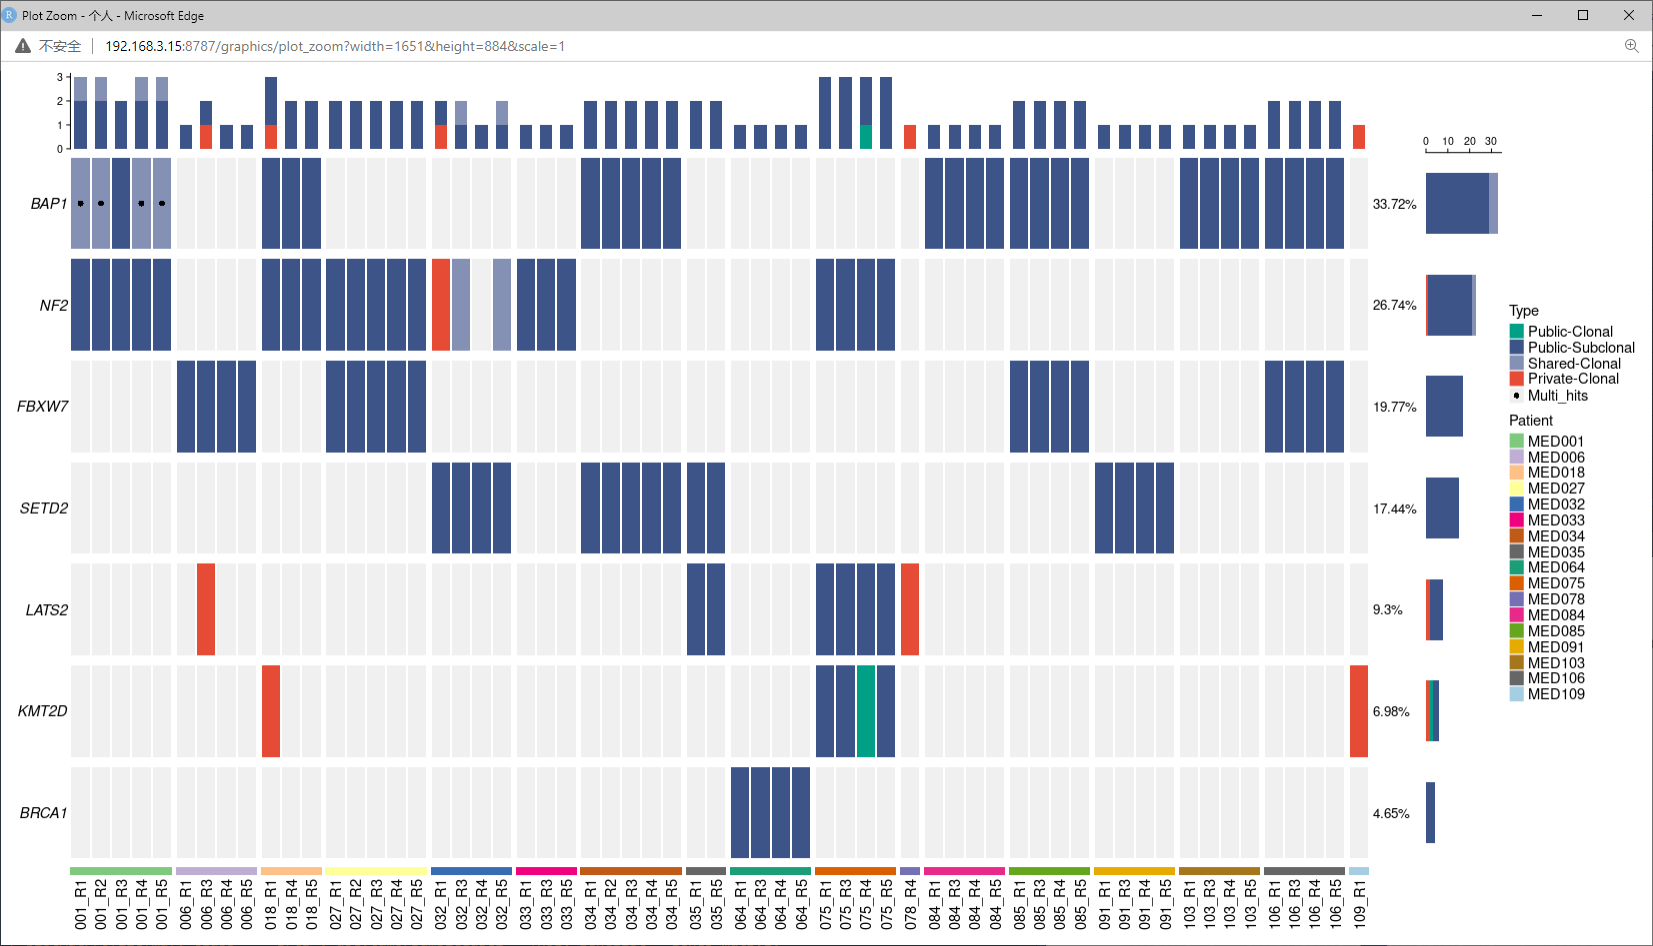 R Plot Zoom - 个人 - Microsoft Edge
不安全 192.168.3.15:8787/graphics/plot_zoom?width=1651&height=884&scale=1
3
2
1
0
0 10 20 30
BAP1 33.72%
NF2 26.74%
FBXW7 19.77%
SETD2 17.44%
LATS2 9.3%
KMT2D 6.98%
BRCA1 4.65%
Type
Public-Clonal
Public-Subclonal
Shared-Clonal
Private-Clonal
Multi_hits
Patient
MED001
MED006
MED018
MED027
MED032
MED033
MED034
MED035
MED064
MED075
MED078
MED084
MED085
MED091
MED103
MED106
MED109
001_R1
001_R2
001_R3
001_R4
001_R5
006_R1
006_R3
006_R4
006_R5
018_R1
018_R4
018_R5
027_R1
027_R2
027_R3
027_R4
027_R5
032_R1
032_R3
032_R4
032_R5
033_R1
033_R3
033_R5
034_R1
034_R2
034_R3
034_R4
034_R5
035_R1
035_R5
064_R1
064_R3
064_R4
064_R5
075_R1
075_R3
075_R4
075_R5
078_R4
084_R1
084_R3
084_R4
084_R5
085_R1
085_R3
085_R4
085_R5
091_R1
091_R3
091_R4
091_R5
103_R1
103_R3
103_R4
103_R5
106_R1
106_R3
106_R4
106_R5
109_R1